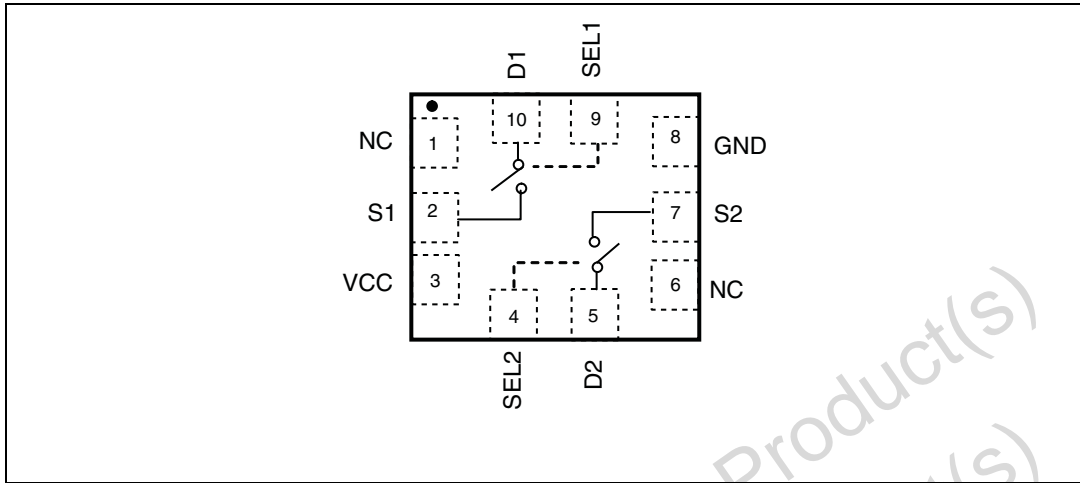 D1
SEL1
10
9
NC
1
8
GND
S1
2
7
S2
VCC
3
6
NC
4
5
SEL2
D2
Product(s)